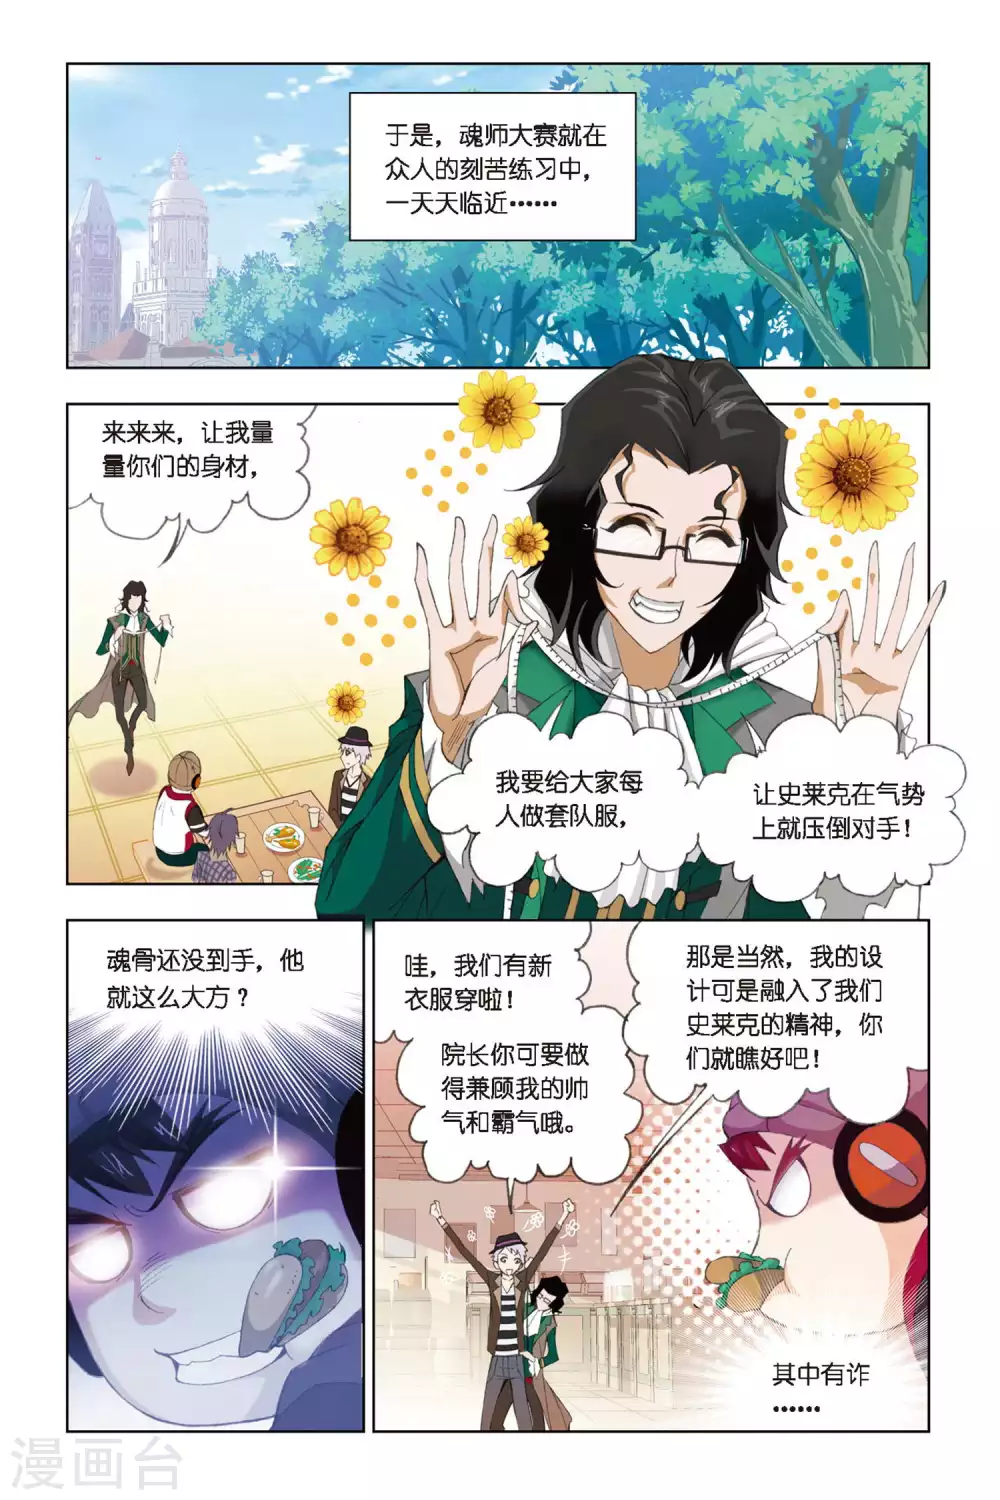 于是，魂师大赛就在
众人的刻苦练习中，
一天天临近……
来来来，让我量
量你们的身材，
我要给大家每
人做套队服，
让史莱克在气势
上就压倒对手！
魂骨还没到手，他
就这么大方？
哇，我们有新
衣服穿啦！
院长你可要做
得兼顾我的帅
气和霸气哦。
那是当然，我的设
计可是融入了我们
史莱克的精神，你
们就瞧好吧！
其中有诈
……
漫画台